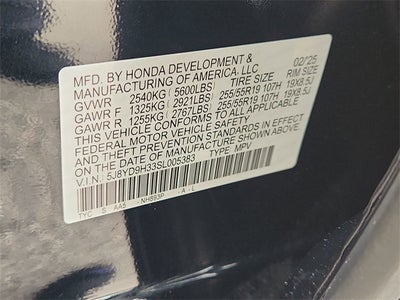 MFD. BY HONDA DEVELOPMENT & 02/25
MANUFACTURING OF AMERICA, LLC
GVWR 2540KG (5600LBS) TIRE SIZE RIM SIZE
GAWR F 1325KG (2921LBS) 255/55R19 107H 19X8.5J
GAWR R 1255KG (2767LBS) 255/55R19 107H 19X8.5J
THIS VEHICLE CONFORMS TO ALL APPLICABLE
FEDERAL MOTOR VEHICLE SAFETY STANDARDS IN EFFECT
AND THEFT PREVENTION STANDARDS IN EFFECT
ON THE DATE OF MANUFACTURE SHOWN ABOVE.
V.I.N.: 5J8YD9H33SL005383 TYPE: MPV
TYC S AA5 NH893P A - L